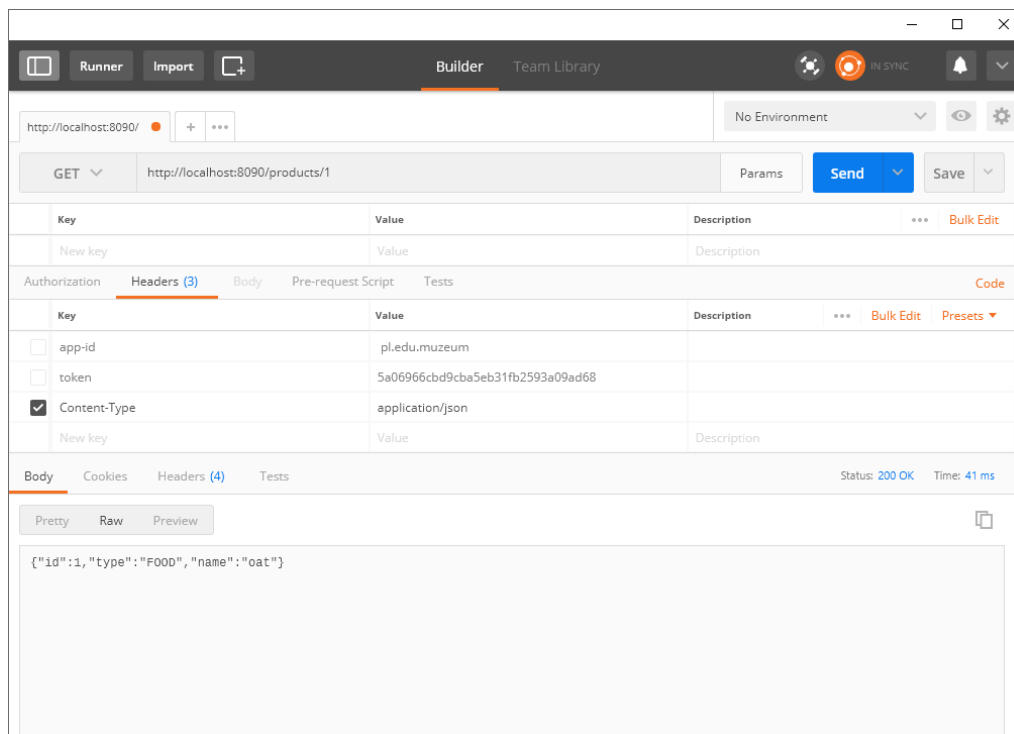 Runner Import Builder Team Library IN SYNC
http://localhost:8090/ + ••• No Environment
GET http://localhost:8090/products/1 Params Send Save
Key Value Description ••• Bulk Edit
New key Value Description
Authorization Headers (3) Body Pre-request Script Tests Code
Key Value Description ••• Bulk Edit Presets
app-id pl.edu.muzeum
token 5a06966cbd9cba5eb31fb2593a09ad68
Content-Type application/json
New key Value Description
Body Cookies Headers (4) Tests Status: 200 OK Time: 41 ms
Pretty Raw Preview
{"id":1,"type":"FOOD","name":"oat"}